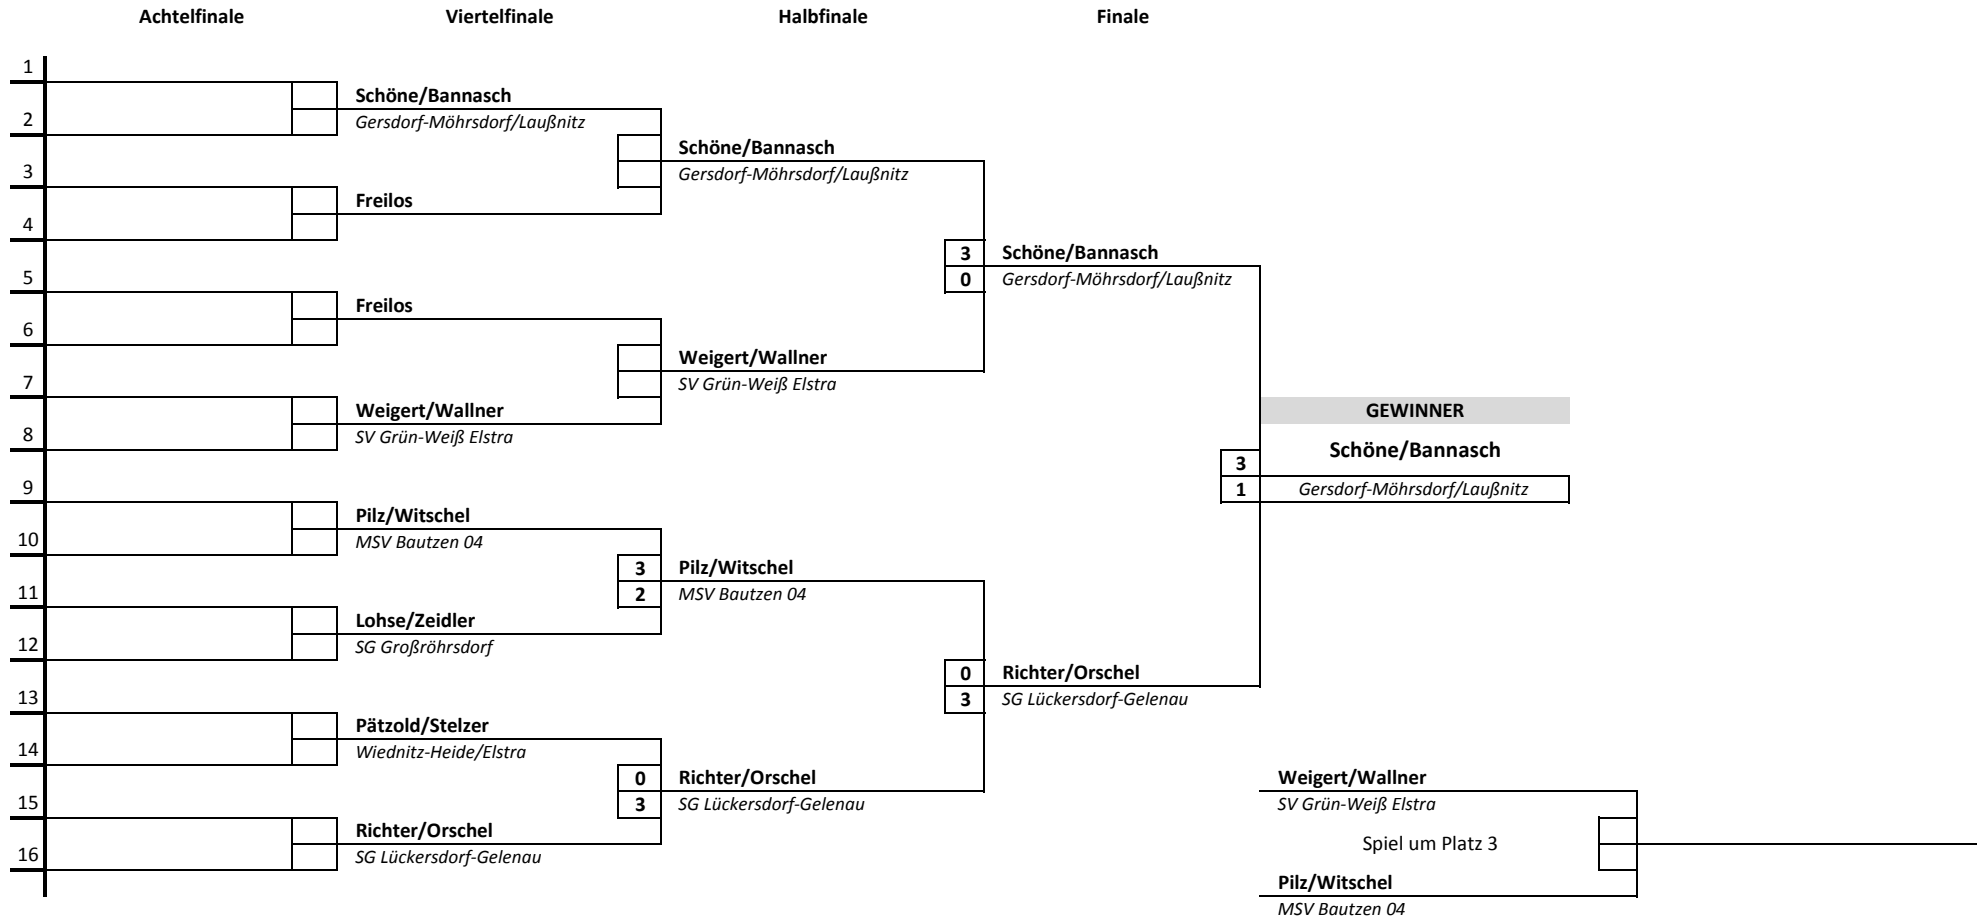 Achtelfinale Viertelfinale Halbfinale Finale
1
Schöne/Bannasch
2
Gersdorf-Möhrsdorf/Laußnitz
Schöne/Bannasch
3
Gersdorf-Möhrsdorf/Laußnitz
Freilos
4
3 Schöne/Bannasch
5
0 Gersdorf-Möhrsdorf/Laußnitz
Freilos
6
Weigert/Wallner
7
SV Grün-Weiß Elstra
Weigert/Wallner
GEWINNER
8
SV Grün-Weiß Elstra
Schöne/Bannasch
3
9
1 Gersdorf-Möhrsdorf/Laußnitz
Pilz/Witschel
10
MSV Bautzen 04
3 Pilz/Witschel
11
2 MSV Bautzen 04
Lohse/Zeidler
12
SG Großröhrsdorf
0 Richter/Orschel
13
3 SG Lückersdorf-Gelenau
Pätzold/Stelzer
14
Wiednitz-Heide/Elstra
0 Richter/Orschel
Weigert/Wallner
15
3 SG Lückersdorf-Gelenau
SV Grün-Weiß Elstra
Richter/Orschel
Spiel um Platz 3
16
SG Lückersdorf-Gelenau
Pilz/Witschel
MSV Bautzen 04